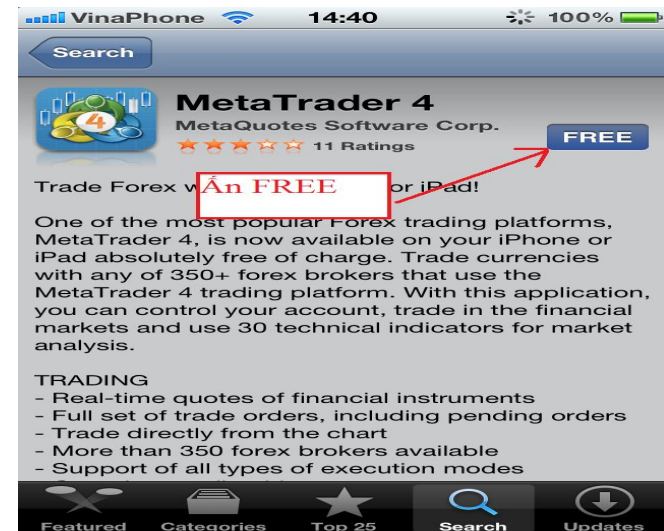 VinaPhone 14:40 100%
Search
MetaTrader 4
MetaQuotes Software Corp.
11 Ratings
FREE
Trade Forex w
Ấn FREE
or iPad!
One of the most popular Forex trading platforms,
MetaTrader 4, is now available on your iPhone or
iPad absolutely free of charge. Trade currencies
with any of 350+ forex brokers that use the
MetaTrader 4 trading platform. With this application,
you can control your account, trade in the financial
markets and use 30 technical indicators for market
analysis.
TRADING
- Real-time quotes of financial instruments
- Full set of trade orders, including pending orders
- Trade directly from the chart
- More than 350 forex brokers available
- Support of all types of execution modes
Featured Categories Top 25 Search Updates